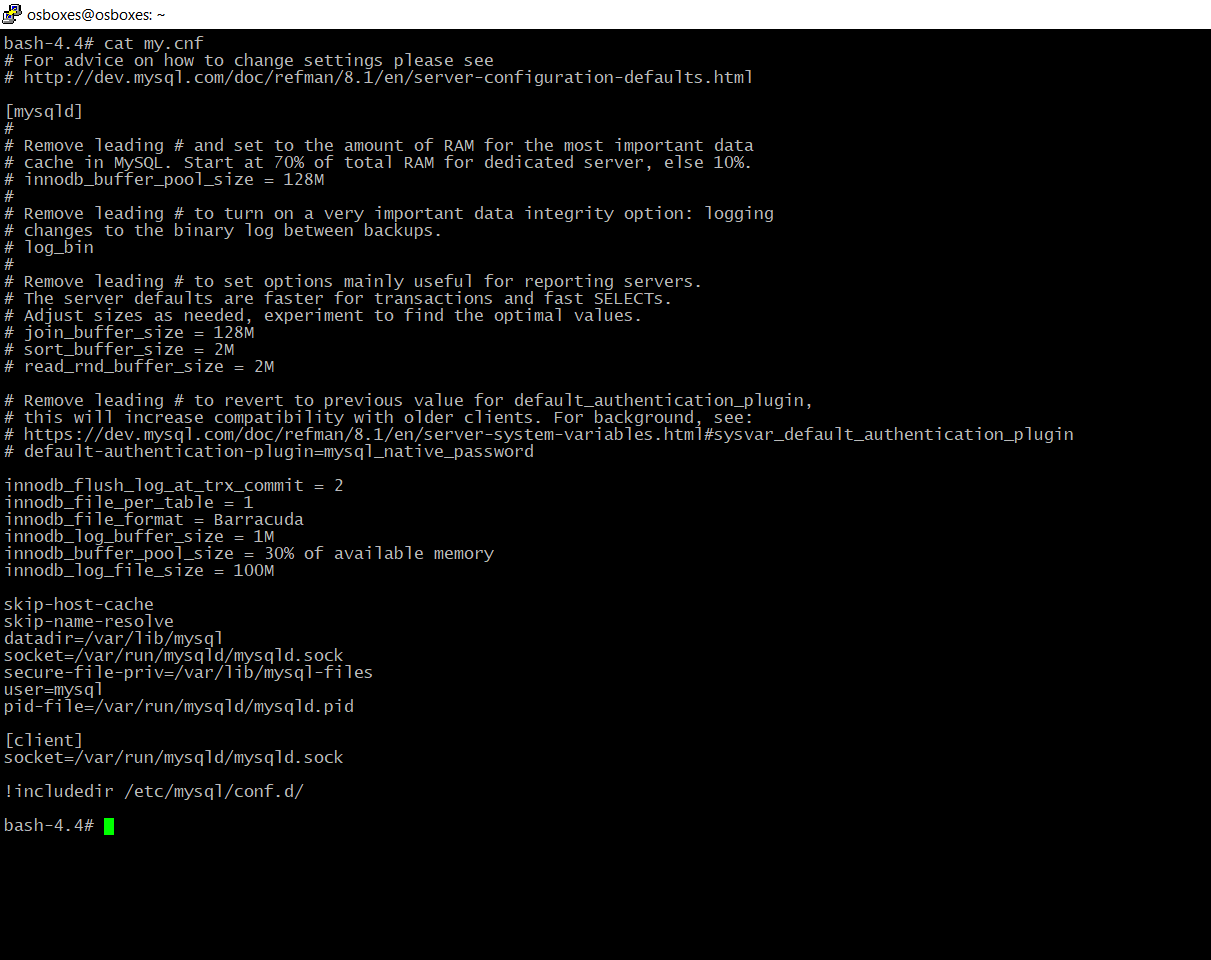 osboxes@osboxes: ~
bash-4.4# cat my.cnf
# For advice on how to change settings please see
# http://dev.mysql.com/doc/refman/8.1/en/server-configuration-defaults.html
[mysqld]
#
# Remove leading # and set to the amount of RAM for the most important data
# cache in MySQL. Start at 70% of total RAM for dedicated server, else 10%.
# innodb_buffer_pool_size = 128M
#
# Remove leading # to turn on a very important data integrity option: logging
# changes to the binary log between backups.
# log_bin
#
# Remove leading # to set options mainly useful for reporting servers.
# The server defaults are faster for transactions and fast SELECTs.
# Adjust sizes as needed, experiment to find the optimal values.
# join_buffer_size = 128M
# sort_buffer_size = 2M
# read_rnd_buffer_size = 2M
# Remove leading # to revert to previous value for default_authentication_plugin,
# this will increase compatibility with older clients. For background, see:
# https://dev.mysql.com/doc/refman/8.1/en/server-system-variables.html#sysvar_default_authentication_plugin
# default-authentication-plugin=mysql_native_password
innodb_flush_log_at_trx_commit = 2
innodb_file_per_table = 1
innodb_file_format = Barracuda
innodb_log_buffer_size = 1M
innodb_buffer_pool_size = 30% of available memory
innodb_log_file_size = 100M
skip-host-cache
skip-name-resolve
datadir=/var/lib/mysql
socket=/var/run/mysqld/mysqld.sock
secure-file-priv=/var/lib/mysql-files
user=mysql
pid-file=/var/run/mysqld/mysqld.pid
[client]
socket=/var/run/mysqld/mysqld.sock
!includedir /etc/mysql/conf.d/
bash-4.4#